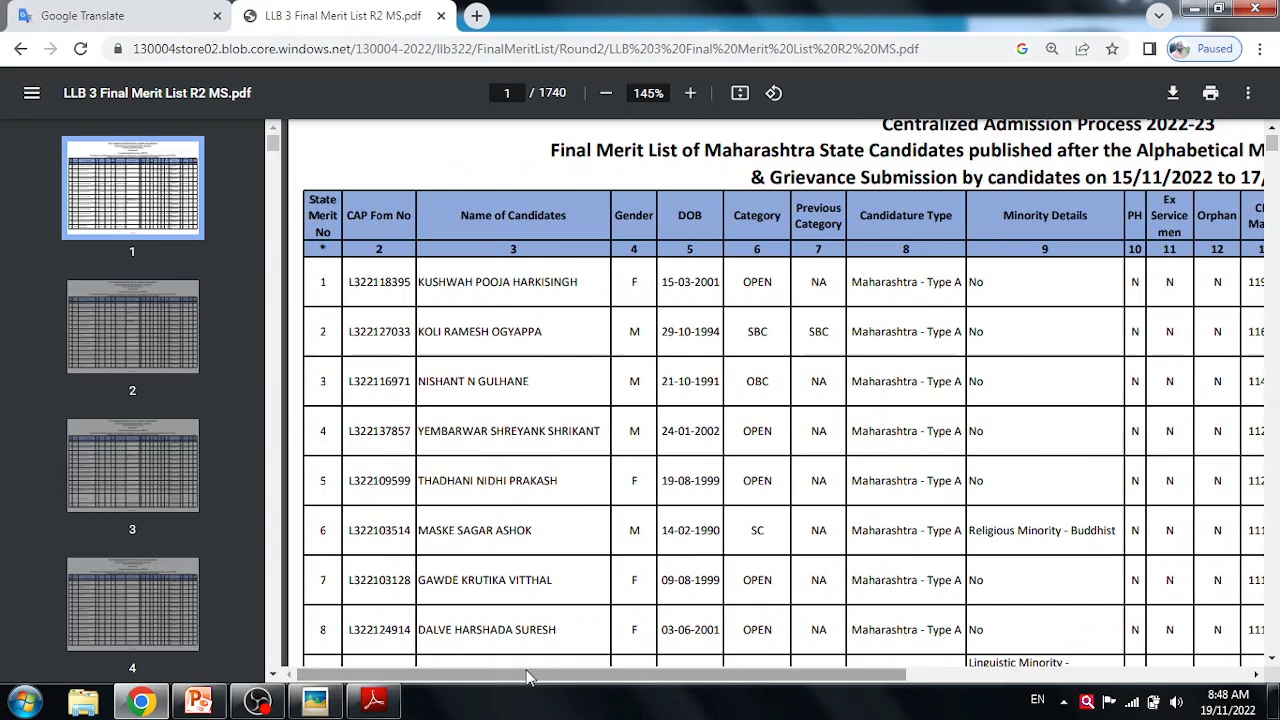 Google Translate
LLB 3 Final Merit List R2 MS.pdf
130004store02.blob.core.windows.net/130004-2022/llb322/FinalMeritList/Round2/LLB%203%20Final%20Merit%20List%20R2%20MS.pdf
Paused
LLB 3 Final Merit List R2 MS.pdf
1 / 1740
145%
1
2
3
4
Centralized Admission Process 2022-23
Final Merit List of Maharashtra State Candidates published after the Alphabetical M
& Grievance Submission by candidates on 15/11/2022 to 17/
State Merit No CAP Fom No Name of Candidates Gender DOB Category Previous Category Candidature Type Minority Details PH Ex Service men Orphan
* 2 3 4 5 6 7 8 9 10 11 12
1 L322118395 KUSHWAH POOJA HARKISINGH F 15-03-2001 OPEN NA Maharashtra - Type A No N N N 119
2 L322127033 KOLI RAMESH OGYAPPA M 29-10-1994 SBC SBC Maharashtra - Type A No N N N 116
3 L322116971 NISHANT N GULHANE M 21-10-1991 OBC NA Maharashtra - Type A No N N N 114
4 L322137857 YEMBARWAR SHREYANK SHRIKANT M 24-01-2002 OPEN NA Maharashtra - Type A No N N N 112
5 L322109599 THADHANI NIDHI PRAKASH F 19-08-1999 OPEN NA Maharashtra - Type A No N N N 112
6 L322103514 MASKE SAGAR ASHOK M 14-02-1990 SC NA Maharashtra - Type A Religious Minority - Buddhist N N N 111
7 L322103128 GAWDE KRUTIKA VITTHAL F 09-08-1999 OPEN NA Maharashtra - Type A No N N N 111
8 L322124914 DALVE HARSHADA SURESH F 03-06-2001 OPEN NA Maharashtra - Type A No N N N 111
Linguistic Minority -
EN
8:48 AM
19/11/2022